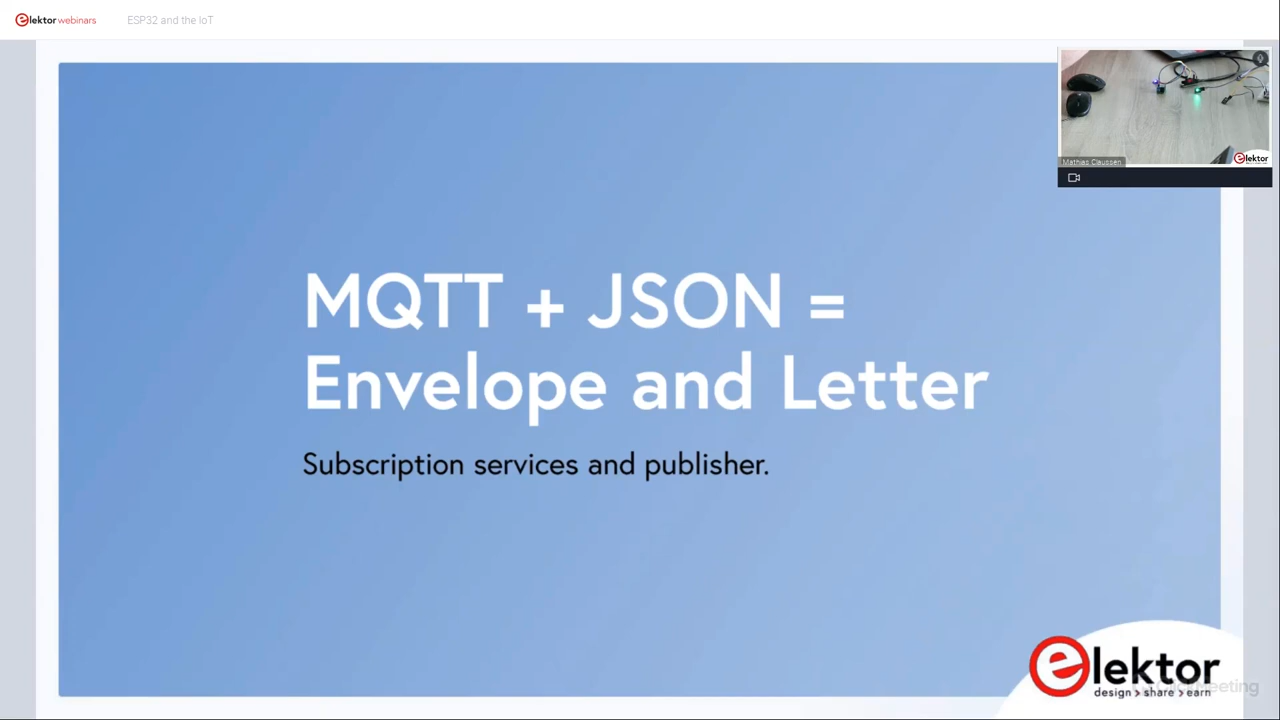 elektor webinars
ESP32 and the IoT
Mathias Claussen
elektor
MQTT + JSON =
Envelope and Letter
Subscription services and publisher.
elektor
design > share > earn
ClickMeeting